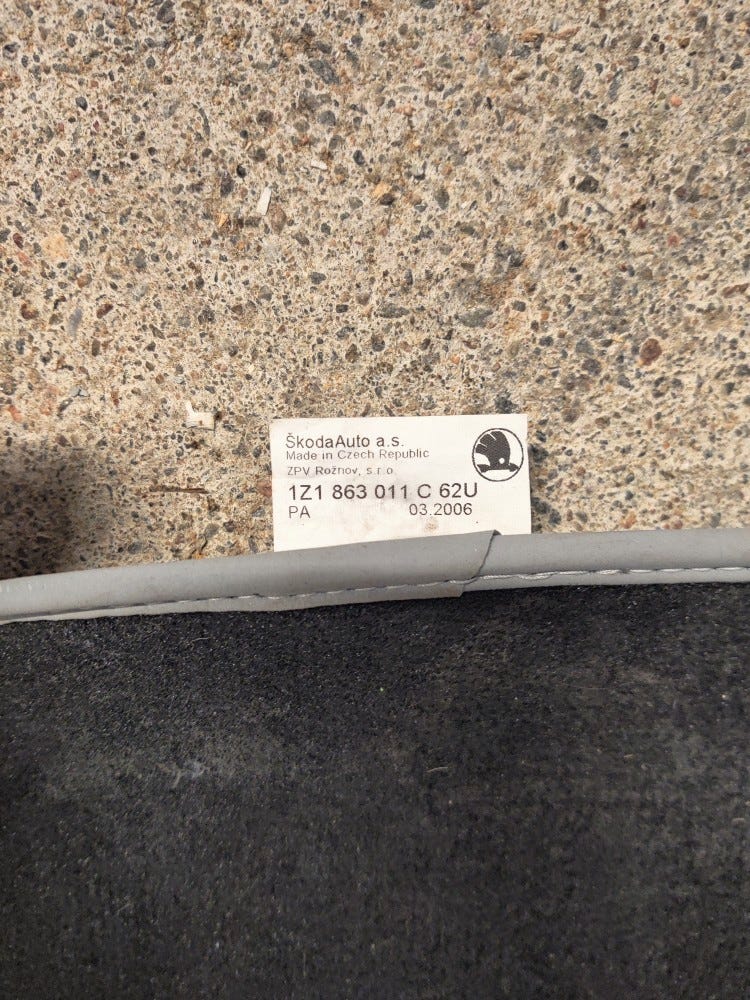 ŠkodaAuto a.s.
Made in Czech Republic
ZPV Rožnov, s.r.o.
1Z1 863 011 C 62U
PA 03.2006